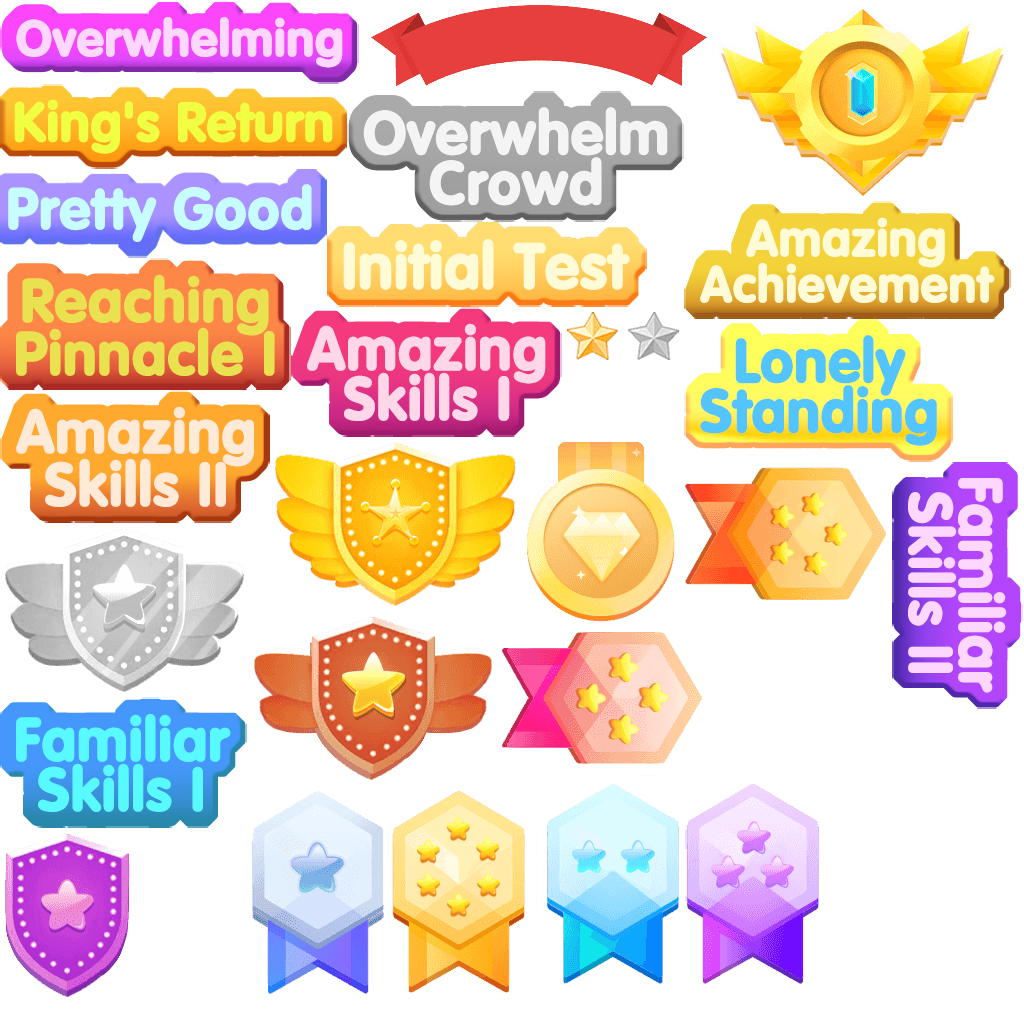 Overwhelming
King's Return
Overwhelm
Crowd
Pretty Good
Initial Test
Amazing
Achievement
Reaching
Pinnacle I
Amazing
Skills I
Lonely
Standing
Amazing
Skills II
Familiar
Skills II
Familiar
Skills I